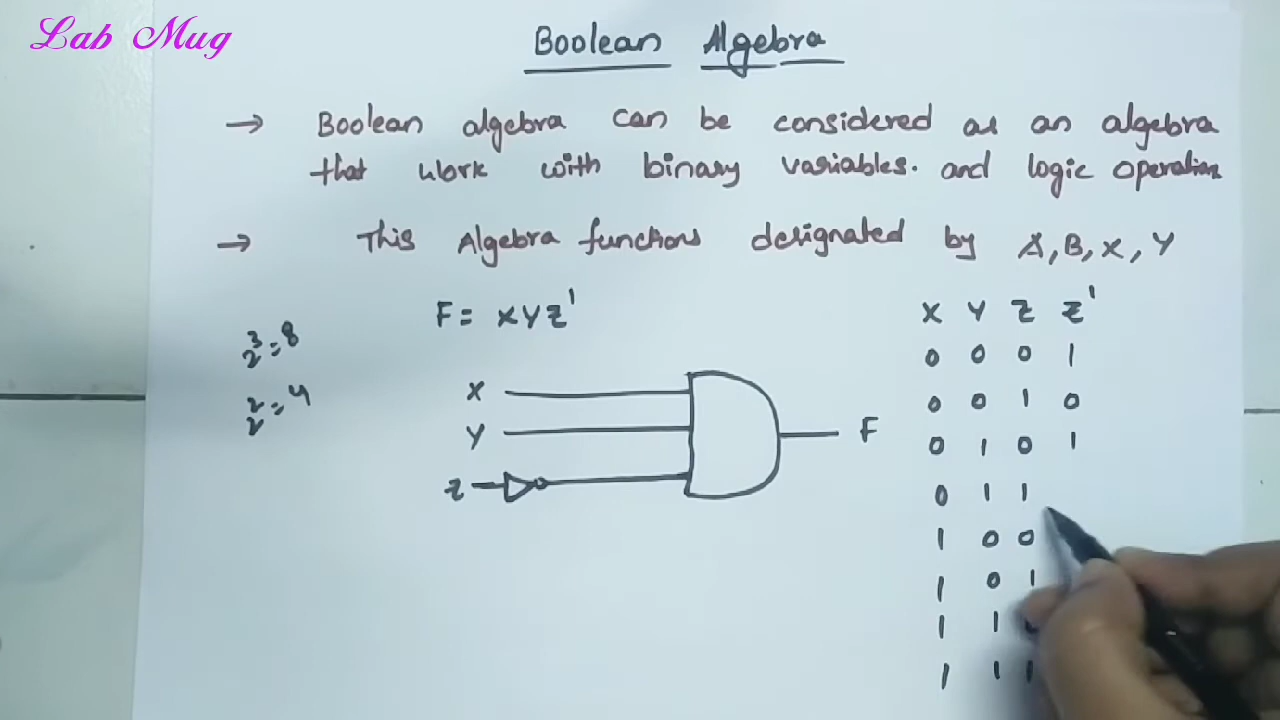 Lab Mug
Boolean Algebra
→ Boolean algebra can be considered as an algebra
that work with binary variables. and logic operation
→ This Algebra functions designated by A, B, X, Y
F = XYZ'
2³ = 8
2² = 4
X
Y
Z
F
X Y Z Z'
0 0 0 1
0 0 1 0
0 1 0 1
0 1 1
1 0 0
1 0 1
1 1
1 1 1